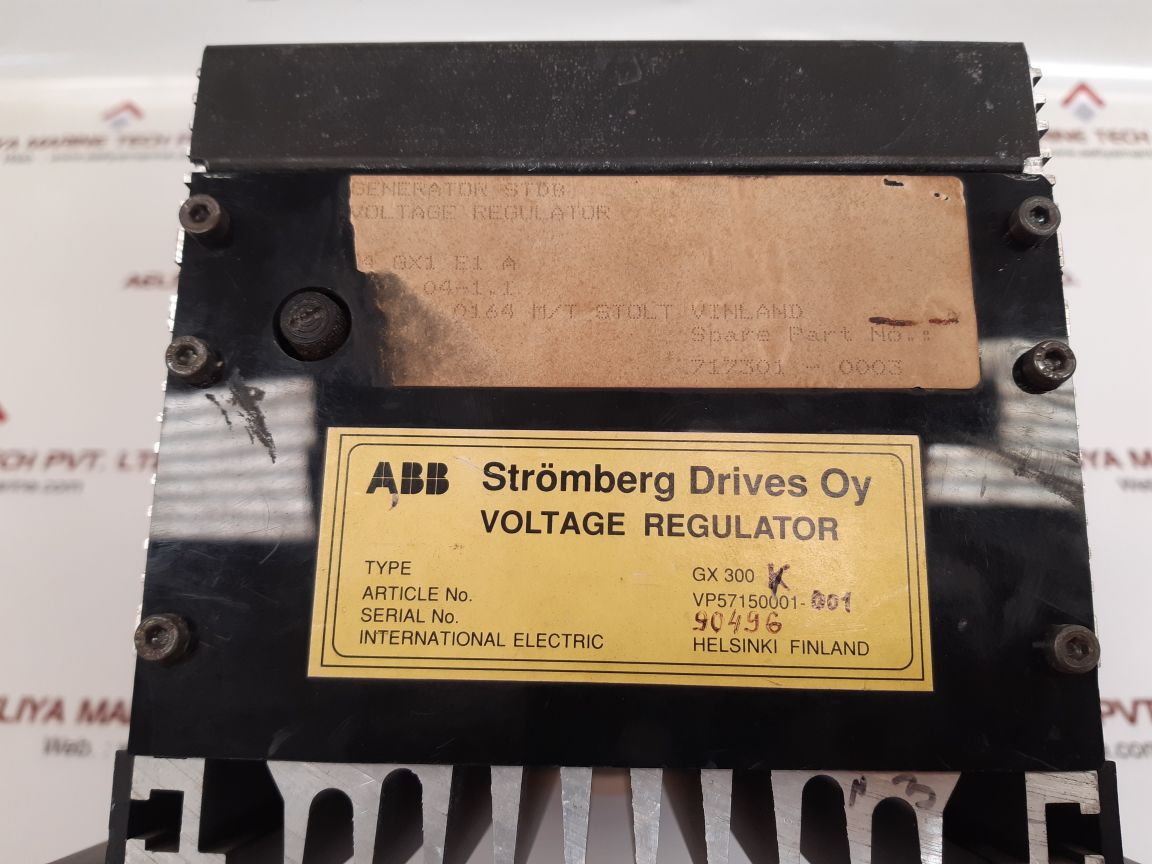 GENERATOR STDB
VOLTAGE REGULATOR
GX1 E1 A
04-1.1
0164 M/T STOLT VINLAND
Spare Part No.:
717301 - 0003
ABB Strömberg Drives Oy
VOLTAGE REGULATOR
TYPE GX 300 K
ARTICLE No. VP57150001-001
SERIAL No. 90496
INTERNATIONAL ELECTRIC HELSINKI FINLAND
N 3